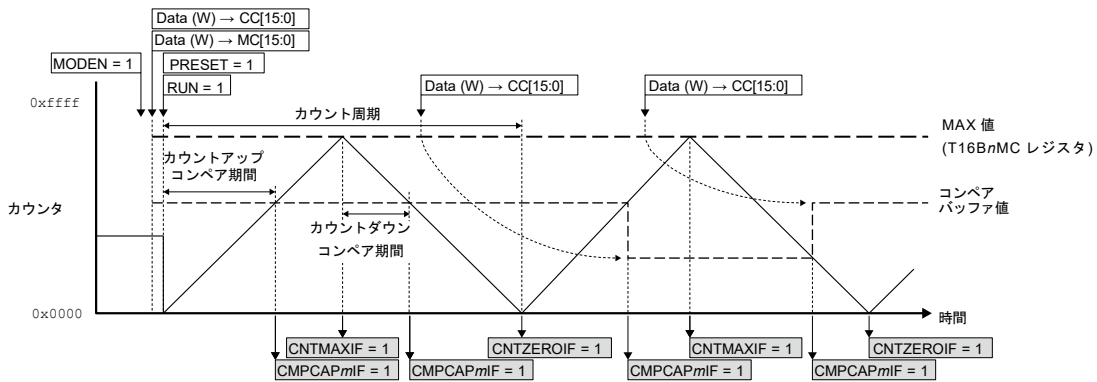 Data (W) → CC[15:0]
Data (W) → MC[15:0]
MODEN = 1
PRESET = 1
RUN = 1
Data (W) → CC[15:0]
Data (W) → CC[15:0]
0xffff
カウント周期
MAX 値
(T16BnMC レジスタ)
カウントアップ
コンペア期間
カウンタ
カウントダウン
コンペア期間
コンペア
バッファ値
0x0000
時間
CNTMAXIF = 1
CNTZEROIF = 1
CNTMAXIF = 1
CNTZEROIF = 1
CMPCAPmIF = 1
CMPCAPmIF = 1
CMPCAPmIF = 1
CMPCAPmIF = 1